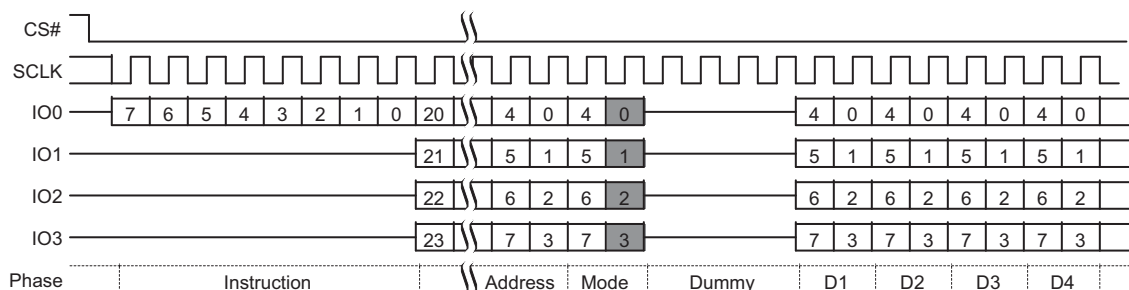 CS#
SCLK
IO0 7 6 5 4 3 2 1 0 20 4 0 4 0 4 0 4 0 4 0 4 0
IO1 21 5 1 5 1 5 1 5 1 5 1 5 1
IO2 22 6 2 6 2 6 2 6 2 6 2 6 2
IO3 23 7 3 7 3 7 3 7 3 7 3 7 3
Phase Instruction Address Mode Dummy D1 D2 D3 D4